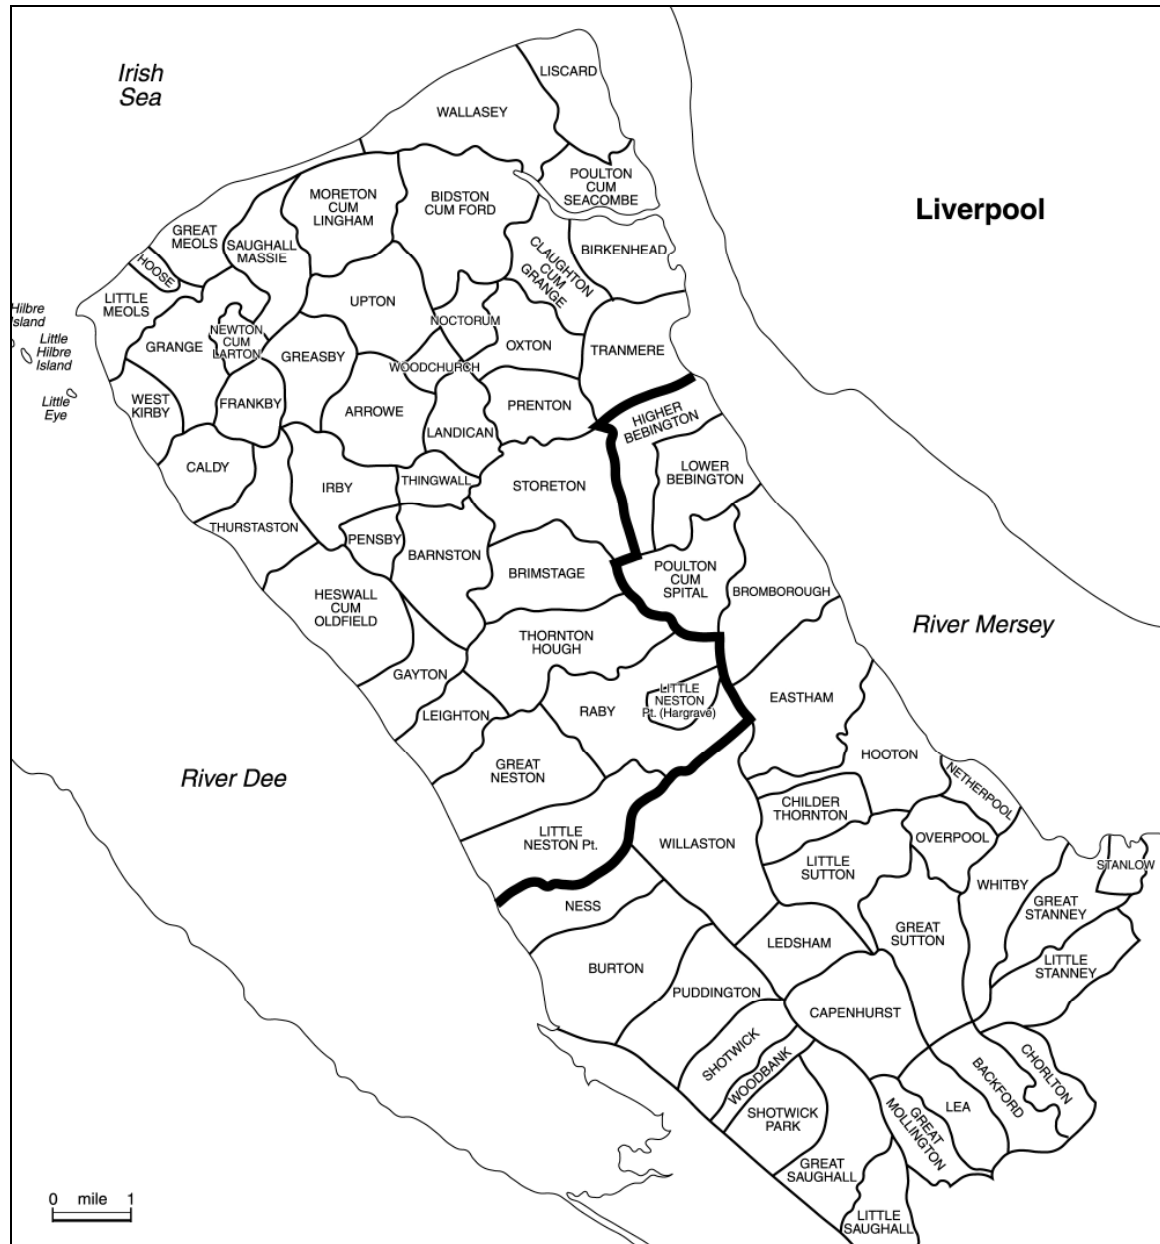 Irish
Sea
LISCARD
WALLASEY
POULTON
CUM
SEACOMBE
MORETON
CUM
LINGHAM
BIDSTON
CUM FORD
Liverpool
GREAT
MEOLS
SAUGHALL
MASSIE
CLAUGHTON
CUM
GRANGE
BIRKENHEAD
HOOSE
LITTLE
MEOLS
UPTON
NOCTORUM
Hilbre
Island
Little
Hilbre
Island
Little
Eye
GRANGE
NEWTON
CUM
LARTON
GREASBY
WOODCHURCH
OXTON
TRANMERE
WEST
KIRBY
FRANKBY
ARROWE
LANDICAN
PRENTON
HIGHER
BEBINGTON
CALDY
IRBY
THINGWALL
STORETON
LOWER
BEBINGTON
THURSTASTON
PENSBY
BARNSTON
BRIMSTAGE
POULTON
CUM
SPITAL
BROMBOROUGH
HESWALL
CUM
OLDFIELD
THORNTON
HOUGH
River Mersey
GAYTON
LEIGHTON
RABY
LITTLE
NESTON
Pt. (Hargrave)
EASTHAM
River Dee
GREAT
NESTON
HOOTON
NETHERPOOL
CHILDER
THORNTON
LITTLE
NESTON Pt.
WILLASTON
OVERPOOL
LITTLE
SUTTON
STANLOW
WHITBY
GREAT
STANNEY
NESS
LEDSHAM
GREAT
SUTTON
LITTLE
STANNEY
BURTON
PUDDINGTON
CAPENHURST
SHOTWICK
WOODBANK
CHORLTON
BACKFORD
LEA
SHOTWICK
PARK
GREAT
MOLLINGTON
GREAT
SAUGHALL
LITTLE
SAUGHALL
0 mile 1